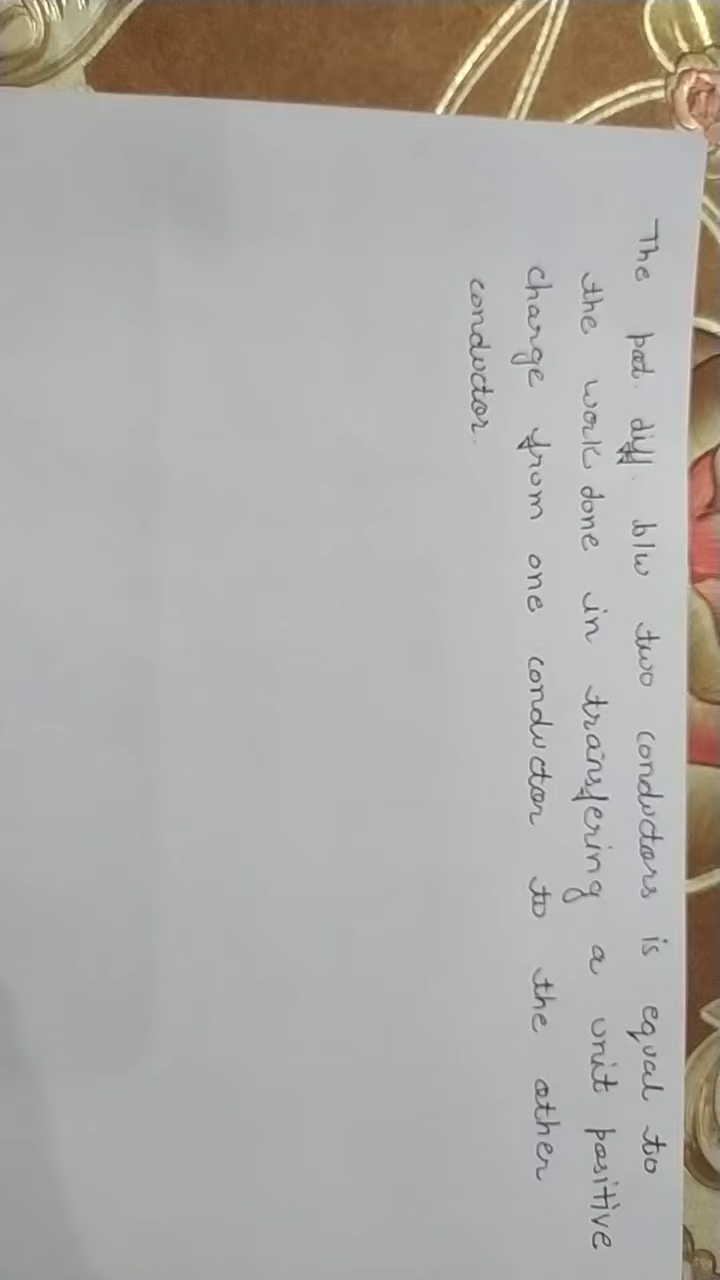 The pot. diff. b/w two conductors is equal to
the work done in transfering a unit positive
charge from one conductor to the other
conductor.